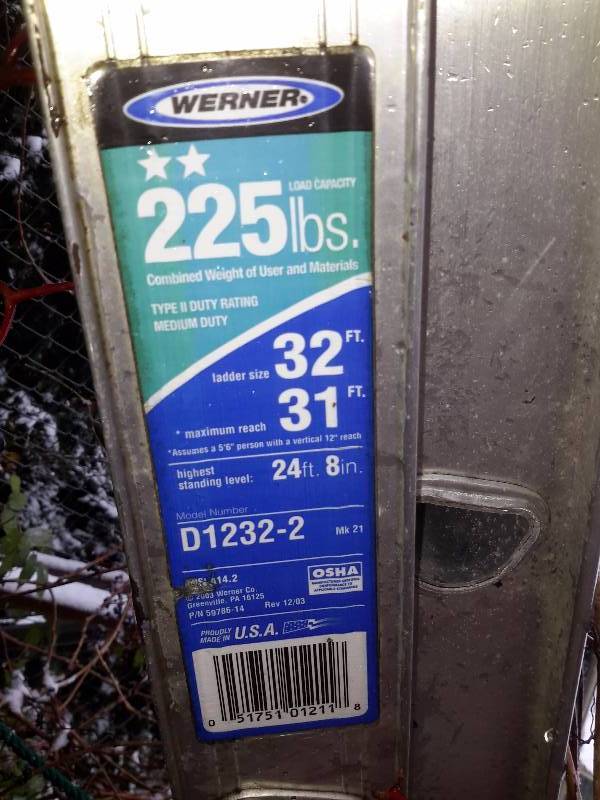 WERNER
LOAD CAPACITY
225lbs.
Combined Weight of User and Materials
TYPE II DUTY RATING
MEDIUM DUTY
ladder size 32 FT.
* maximum reach 31 FT.
*Assumes a 5'6" person with a vertical 12" reach
highest
standing level: 24ft. 8in.
Model Number
D1232-2 Mk 21
A14.2
OSHA
© 2003 Werner Co.
Greenville, PA 16125
P/N 59786-14 Rev 12/03
PROUDLY
MADE IN U.S.A.
0 51751 01211 8